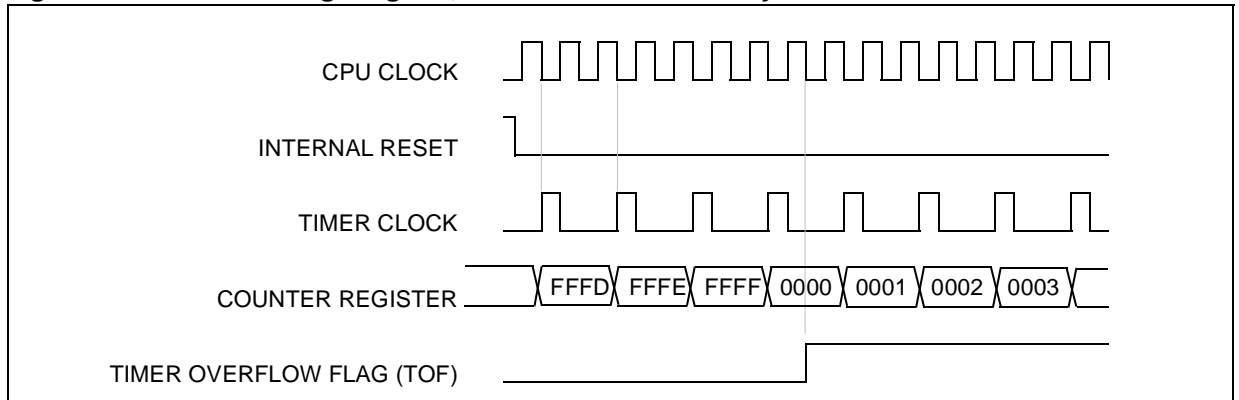 CPU CLOCK
INTERNAL RESET
TIMER CLOCK
COUNTER REGISTER
FFFD FFFE FFFF 0000 0001 0002 0003
TIMER OVERFLOW FLAG (TOF)